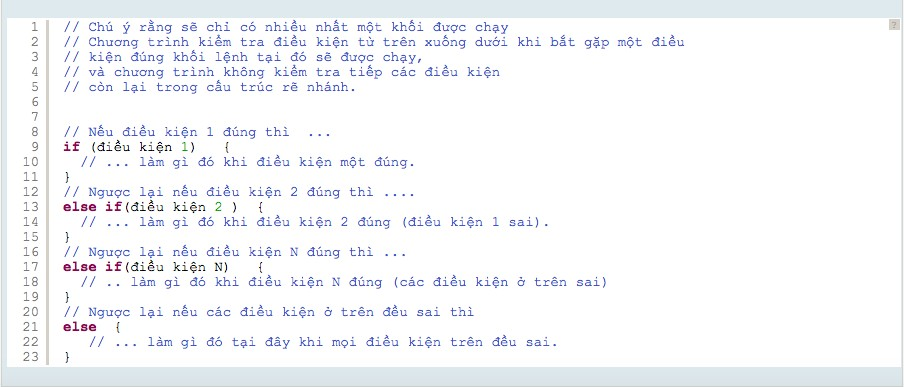 1 // Chú ý rằng sẽ chỉ có nhiều nhất một khối được chạy
2 // Chương trình kiểm tra điều kiện từ trên xuống dưới khi bắt gặp một điều
3 // kiện đúng khối lệnh tại đó sẽ được chạy,
4 // và chương trình không kiểm tra tiếp các điều kiện
5 // còn lại trong cấu trúc rẽ nhánh.
6
7
8 // Nếu điều kiện 1 đúng thì  ...
9 if (điều kiện 1)   {
10   // ... làm gì đó khi điều kiện một đúng.
11 }
12 // Ngược lại nếu điều kiện 2 đúng thì ....
13 else if(điều kiện 2 )  {
14   // ... làm gì đó khi điều kiện 2 đúng (điều kiện 1 sai).
15 }
16 // Ngược lại nếu điều kiện N đúng thì ...
17 else if(điều kiện N)   {
18   // .. làm gì đó khi điều kiện N đúng (các điều kiện ở trên sai)
19 }
20 // Ngược lại nếu các điều kiện ở trên đều sai thì
21 else  {
22    // ... làm gì đó tại đây khi mọi điều kiện trên đều sai.
23 }
?